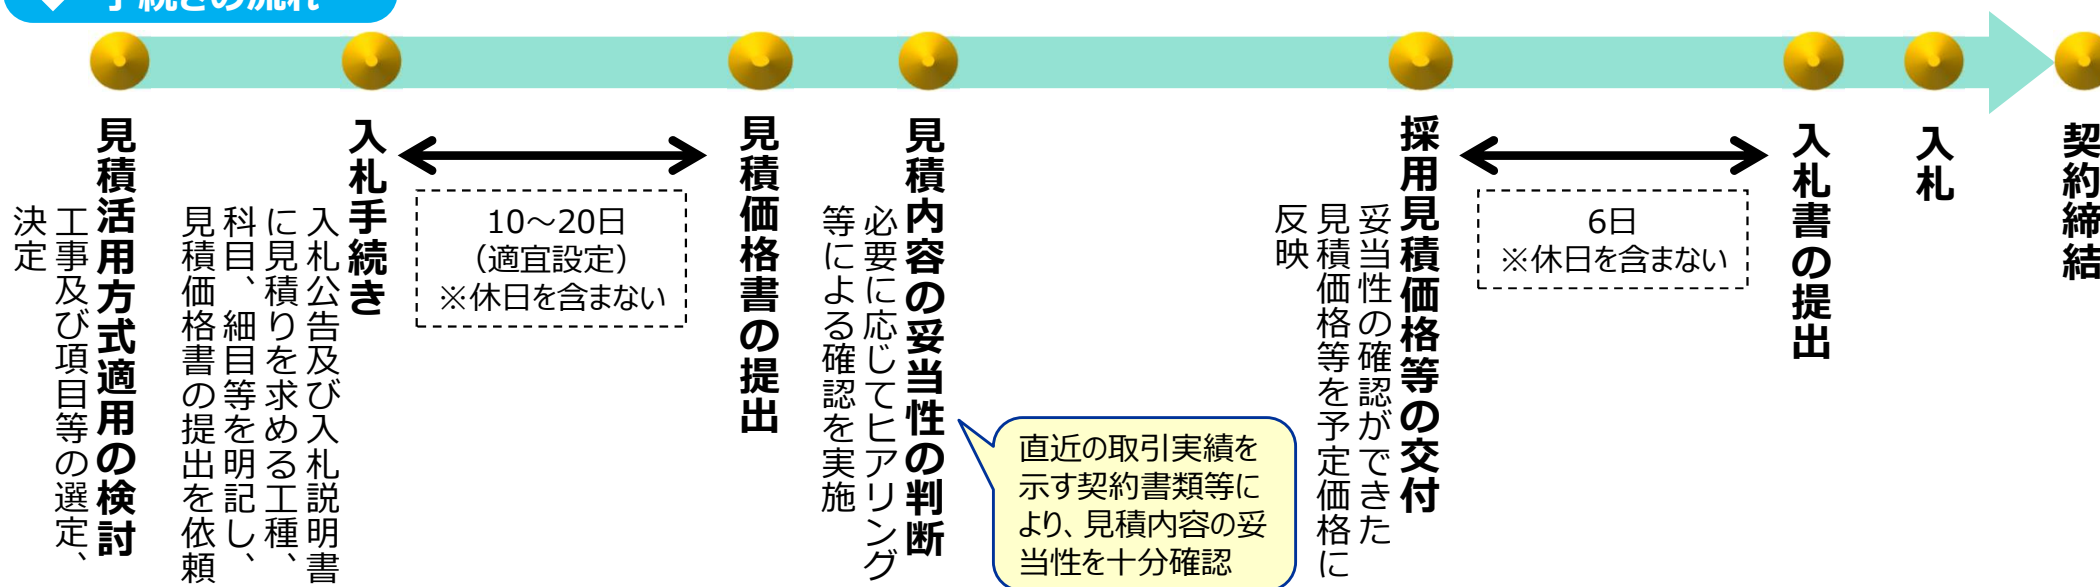 手続きの流れ
見積活用方式適用の検討
工事及び項目等の選定、
決定
入札手続き
入札公告及び入札説明書
に見積りを求める工種、
科目、細目等を明記し、
見積価格書の提出を依頼
10～20日
（適宜設定）
※休日を含まない
見積価格書の提出
見積内容の妥当性の判断
必要に応じてヒアリング
等による確認を実施
直近の取引実績を
示す契約書類等に
より、見積内容の妥
当性を十分確認
採用見積価格等の交付
妥当性の確認ができた
見積価格等を予定価格に
反映
6日
※休日を含まない
入札書の提出
入札
契約締結